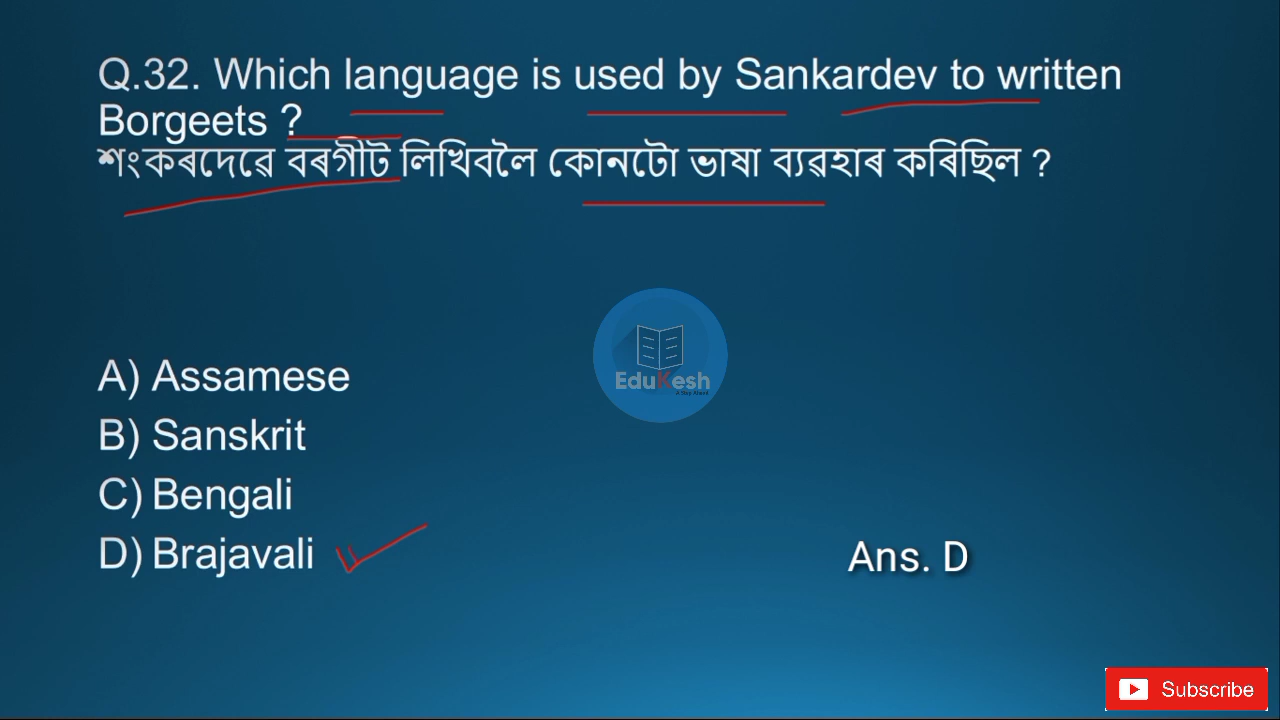 Q.32. Which language is used by Sankardev to written
Borgeets ?
শংকৰদেৱে বৰগীট লিখিবলৈ কোনটো ভাষা ব্যৱহাৰ কৰিছিল ?
A) Assamese
B) Sanskrit
C) Bengali
D) Brajavali
Ans. D
EduKesh
Subscribe